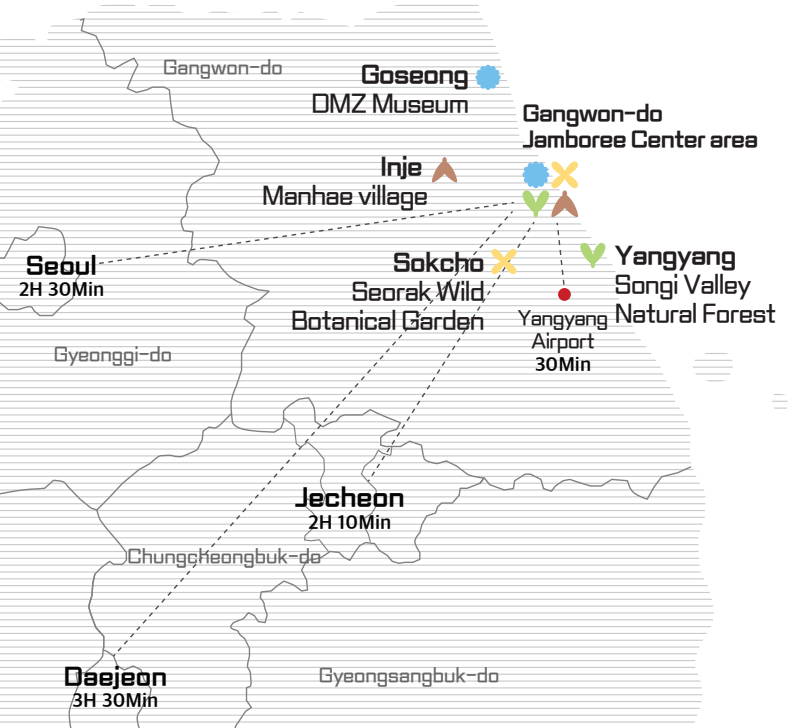 Gangwon-do
Goseong
DMZ Museum
Gangwon-do
Jamboree Center area
Inje
Manhae village
Seoul
2H 30Min
Sokcho
Seorak Wild
Botanical Garden
Yangyang
Songi Valley
Natural Forest
Yangyang
Airport
30Min
Gyeonggi-do
Jecheon
2H 10Min
Chungcheongbuk-do
Daejeon
3H 30Min
Gyeongsangbuk-do